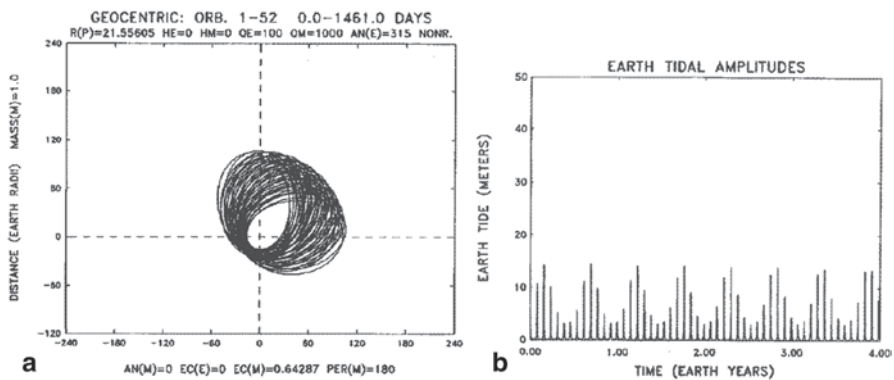 GEOCENTRIC: ORB. 1-52 0.0-1461.0 DAYS
R(P)=21.55605 HE=0 HM=0 QE=100 QM=1000 AN(E)=315 NONR.
240
180
120
60
0
-60
-120
DISTANCE (EARTH RADII) MASS(M)=1.0
-240 -180 -120 -60 0 60 120 180 240
AN(M)=0 EC(E)=0 EC(M)=0.64287 PER(M)=180
a
EARTH TIDAL AMPLITUDES
50
40
30
20
10
0
EARTH TIDE (METERS)
0.00 1.00 2.00 3.00 4.00
TIME (EARTH YEARS)
b